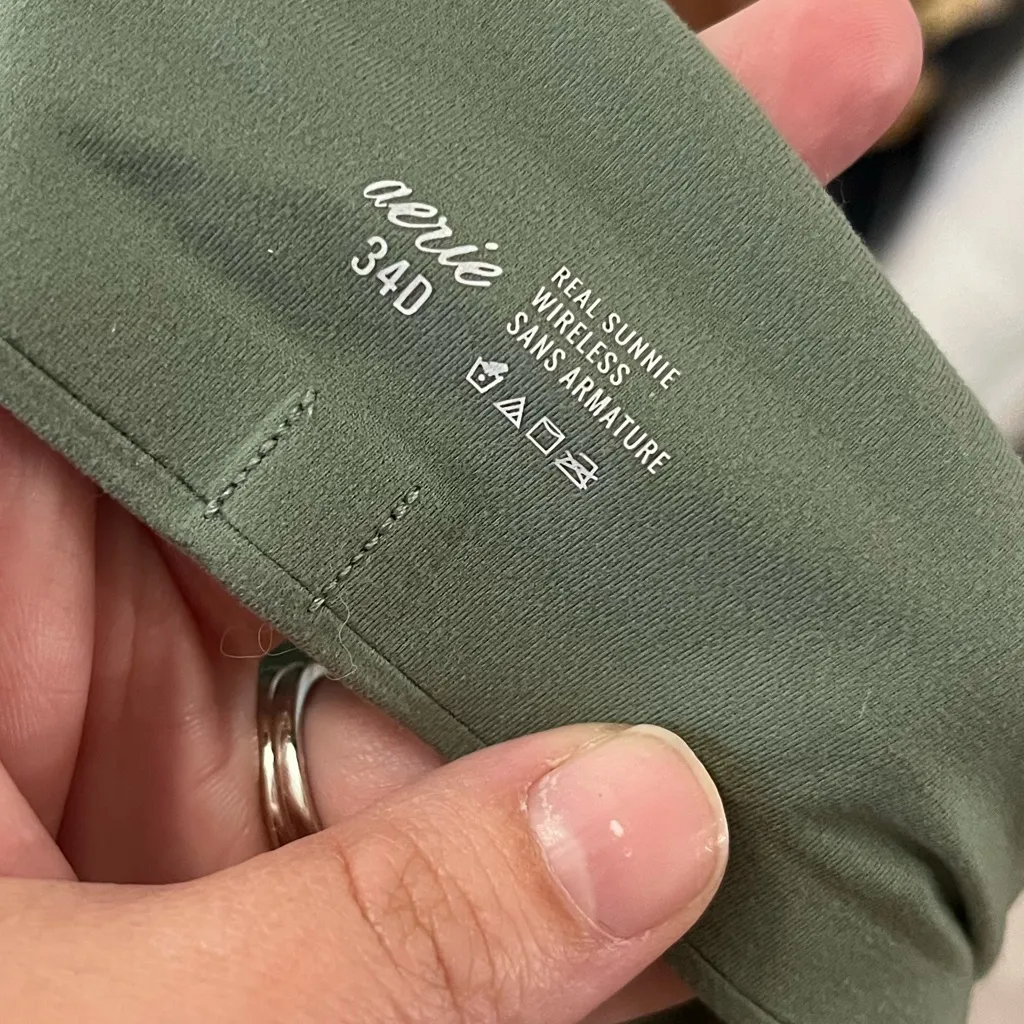 aerie
34D
REAL SUNNIE
WIRELESS
SANS ARMATURE